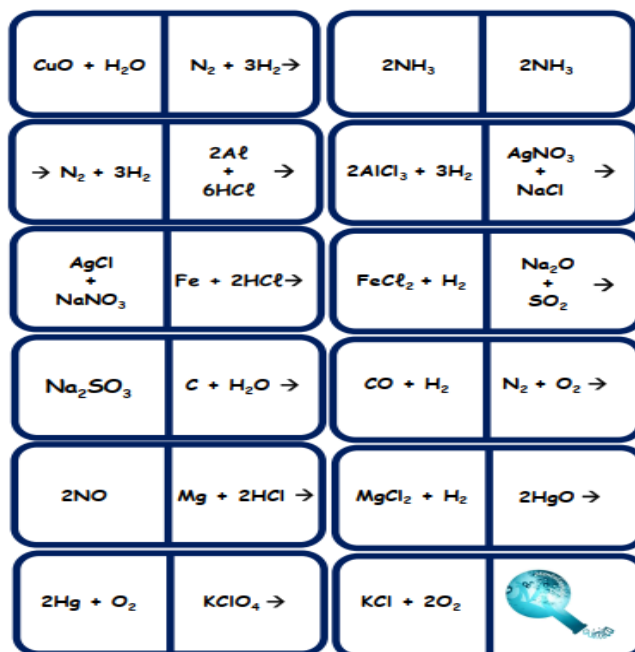 CuO + H₂O
N₂ + 3H₂→
2NH₃
2NH₃
→ N₂ + 3H₂
2Aℓ
+
6HCℓ
→
2AlCl₃ + 3H₂
AgNO₃
+
NaCl
→
AgCl
+
NaNO₃
Fe + 2HCℓ→
FeCℓ₂ + H₂
Na₂O
+
SO₂
→
Na₂SO₃
C + H₂O →
CO + H₂
N₂ + O₂ →
2NO
Mg + 2HCl →
MgCl₂ + H₂
2HgO →
2Hg + O₂
KClO₄ →
KCl + 2O₂